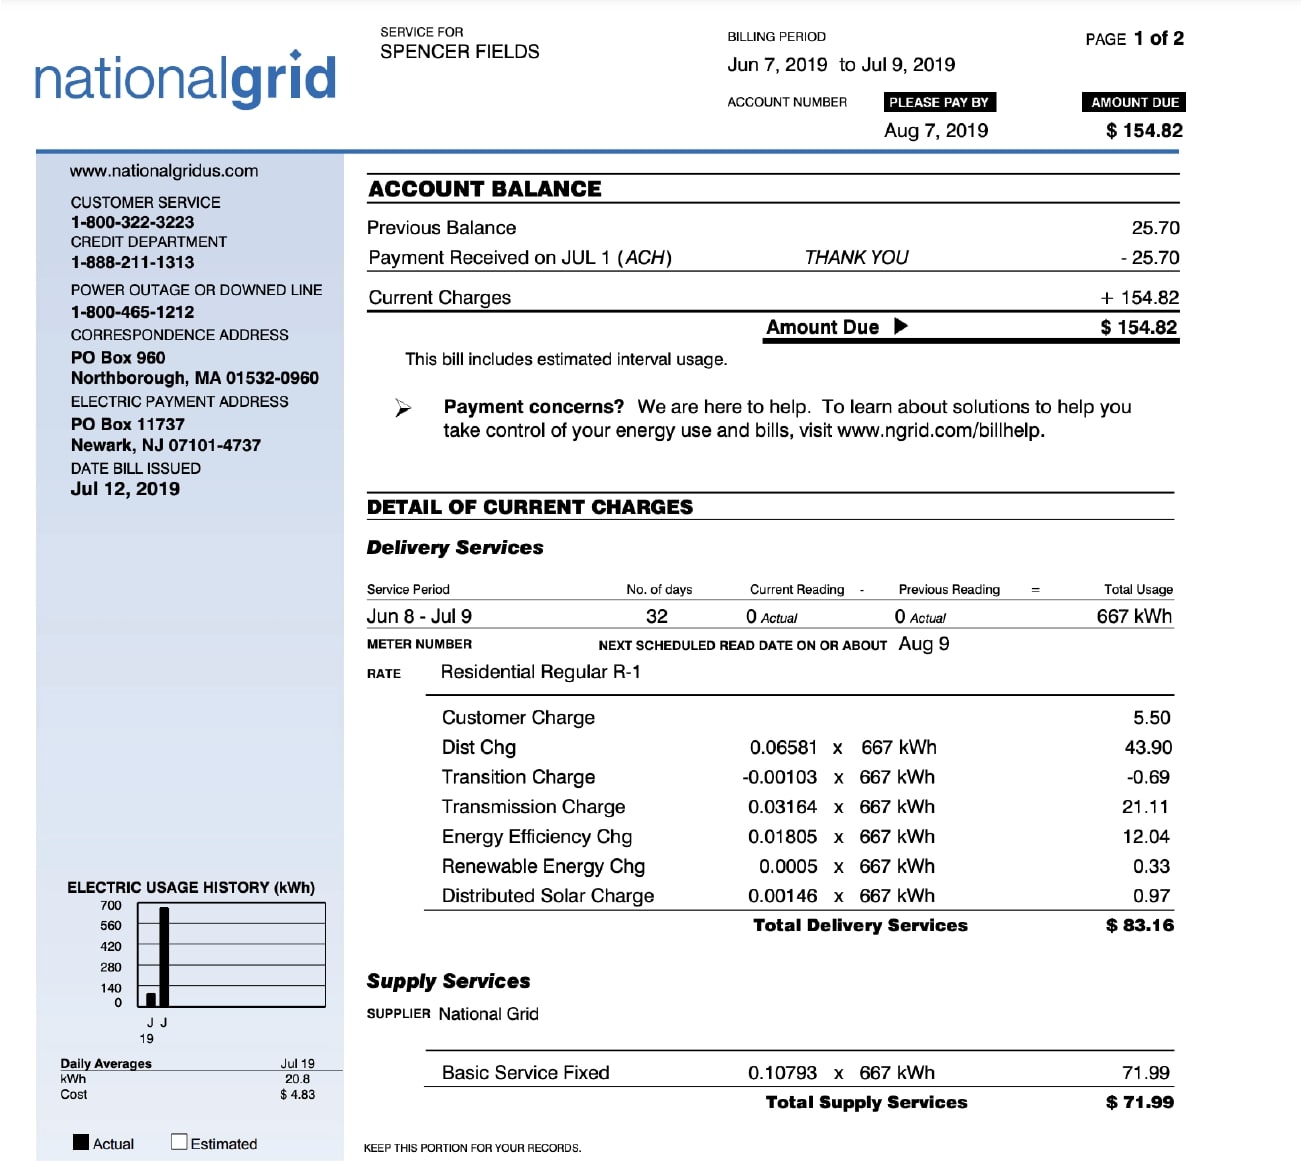 nationalgrid
SERVICE FOR
SPENCER FIELDS
BILLING PERIOD
Jun 7, 2019 to Jul 9, 2019
PAGE 1 of 2
ACCOUNT NUMBER
PLEASE PAY BY
Aug 7, 2019
AMOUNT DUE
$ 154.82
www.nationalgridus.com
CUSTOMER SERVICE
1-800-322-3223
CREDIT DEPARTMENT
1-888-211-1313
POWER OUTAGE OR DOWNED LINE
1-800-465-1212
CORRESPONDENCE ADDRESS
PO Box 960
Northborough, MA 01532-0960
ELECTRIC PAYMENT ADDRESS
PO Box 11737
Newark, NJ 07101-4737
DATE BILL ISSUED
Jul 12, 2019
ELECTRIC USAGE HISTORY (kWh)
700
560
420
280
140
0
J J
19
Daily Averages Jul 19
kWh 20.8
Cost $ 4.83
Actual Estimated
ACCOUNT BALANCE
Previous Balance 25.70
Payment Received on JUL 1 (ACH) THANK YOU - 25.70
Current Charges + 154.82
Amount Due $ 154.82
This bill includes estimated interval usage.
Payment concerns? We are here to help. To learn about solutions to help you
take control of your energy use and bills, visit www.ngrid.com/billhelp.
DETAIL OF CURRENT CHARGES
Delivery Services
Service Period No. of days Current Reading - Previous Reading = Total Usage
Jun 8 - Jul 9 32 0 Actual 0 Actual 667 kWh
METER NUMBER NEXT SCHEDULED READ DATE ON OR ABOUT Aug 9
RATE Residential Regular R-1
Customer Charge 5.50
Dist Chg 0.06581 x 667 kWh 43.90
Transition Charge -0.00103 x 667 kWh -0.69
Transmission Charge 0.03164 x 667 kWh 21.11
Energy Efficiency Chg 0.01805 x 667 kWh 12.04
Renewable Energy Chg 0.0005 x 667 kWh 0.33
Distributed Solar Charge 0.00146 x 667 kWh 0.97
Total Delivery Services $ 83.16
Supply Services
SUPPLIER National Grid
Basic Service Fixed 0.10793 x 667 kWh 71.99
Total Supply Services $ 71.99
KEEP THIS PORTION FOR YOUR RECORDS.